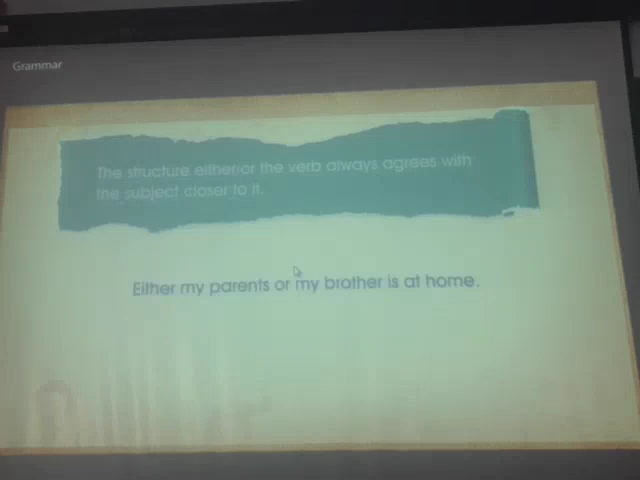 Grammar
The structure either/or the verb always agrees with
the subject closer to it.
Either my parents or my brother is at home.